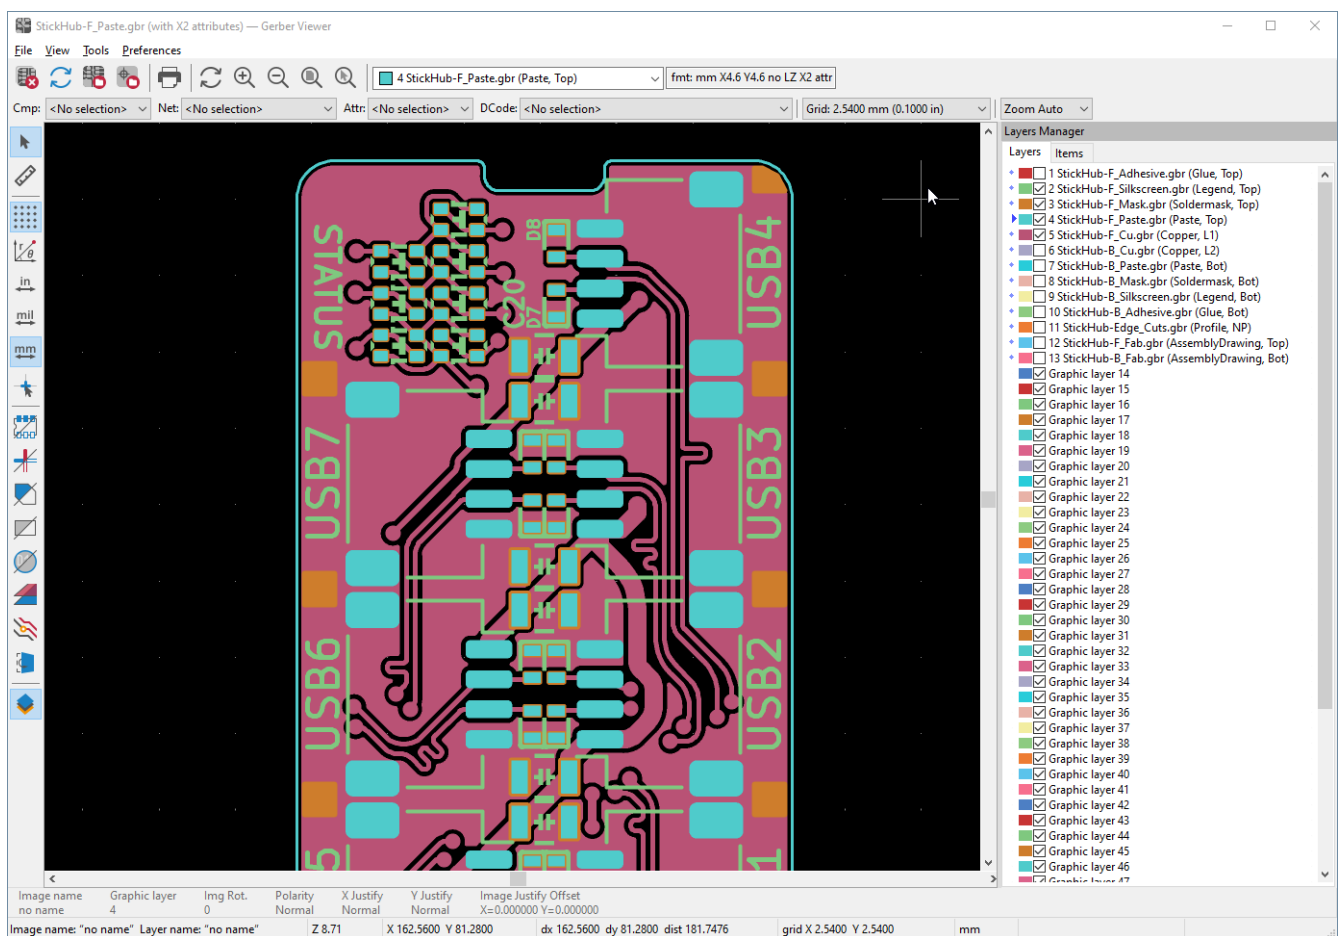 StickHub-F_Paste.gbr (with X2 attributes) — Gerber Viewer
File View Tools Preferences
4 StickHub-F_Paste.gbr (Paste, Top) fmt: mm X4.6 Y4.6 no LZ X2 attr
Cmp: <No selection> Net: <No selection> Attr: <No selection> DCode: <No selection> Grid: 2.5400 mm (0.1000 in) Zoom Auto
r/θ
in
mil
mm
STATUS
D8
C20
D7
USB4
USB7
USB3
USB6
USB2
5
1
Layers Manager
Layers Items
1 StickHub-F_Adhesive.gbr (Glue, Top)
2 StickHub-F_Silkscreen.gbr (Legend, Top)
3 StickHub-F_Mask.gbr (Soldermask, Top)
4 StickHub-F_Paste.gbr (Paste, Top)
5 StickHub-F_Cu.gbr (Copper, L1)
6 StickHub-B_Cu.gbr (Copper, L2)
7 StickHub-B_Paste.gbr (Paste, Bot)
8 StickHub-B_Mask.gbr (Soldermask, Bot)
9 StickHub-B_Silkscreen.gbr (Legend, Bot)
10 StickHub-B_Adhesive.gbr (Glue, Bot)
11 StickHub-Edge_Cuts.gbr (Profile, NP)
12 StickHub-F_Fab.gbr (AssemblyDrawing, Top)
13 StickHub-B_Fab.gbr (AssemblyDrawing, Bot)
Graphic layer 14
Graphic layer 15
Graphic layer 16
Graphic layer 17
Graphic layer 18
Graphic layer 19
Graphic layer 20
Graphic layer 21
Graphic layer 22
Graphic layer 23
Graphic layer 24
Graphic layer 25
Graphic layer 26
Graphic layer 27
Graphic layer 28
Graphic layer 29
Graphic layer 30
Graphic layer 31
Graphic layer 32
Graphic layer 33
Graphic layer 34
Graphic layer 35
Graphic layer 36
Graphic layer 37
Graphic layer 38
Graphic layer 39
Graphic layer 40
Graphic layer 41
Graphic layer 42
Graphic layer 43
Graphic layer 44
Graphic layer 45
Graphic layer 46
Graphic layer 47
Image name Graphic layer Img Rot. Polarity X Justify Y Justify Image Justify Offset
no name 4 0 Normal Normal Normal X=0.000000 Y=0.000000
Image name: "no name" Layer name: "no name" Z 8.71 X 162.5600 Y 81.2800 dx 162.5600 dy 81.2800 dist 181.7476 grid X 2.5400 Y 2.5400 mm